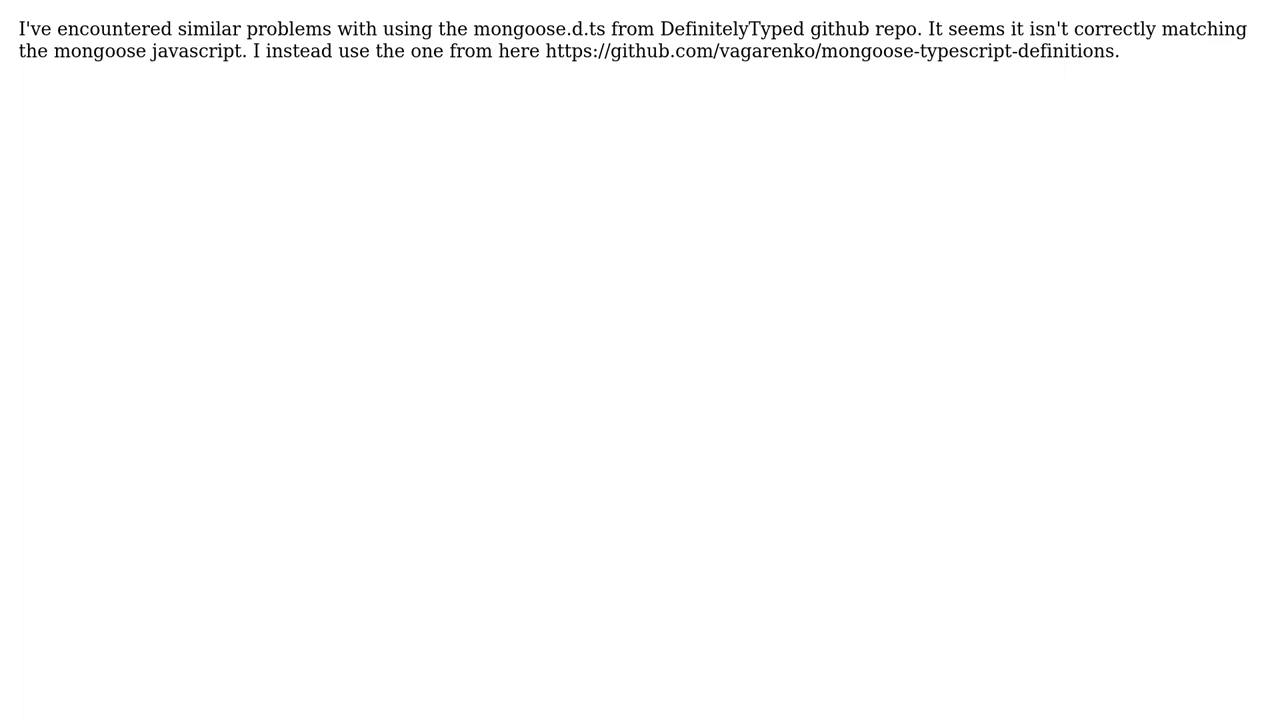 I've encountered similar problems with using the mongoose.d.ts from DefinitelyTyped github repo. It seems it isn't correctly matching
the mongoose javascript. I instead use the one from here https://github.com/vagarenko/mongoose-typescript-definitions.